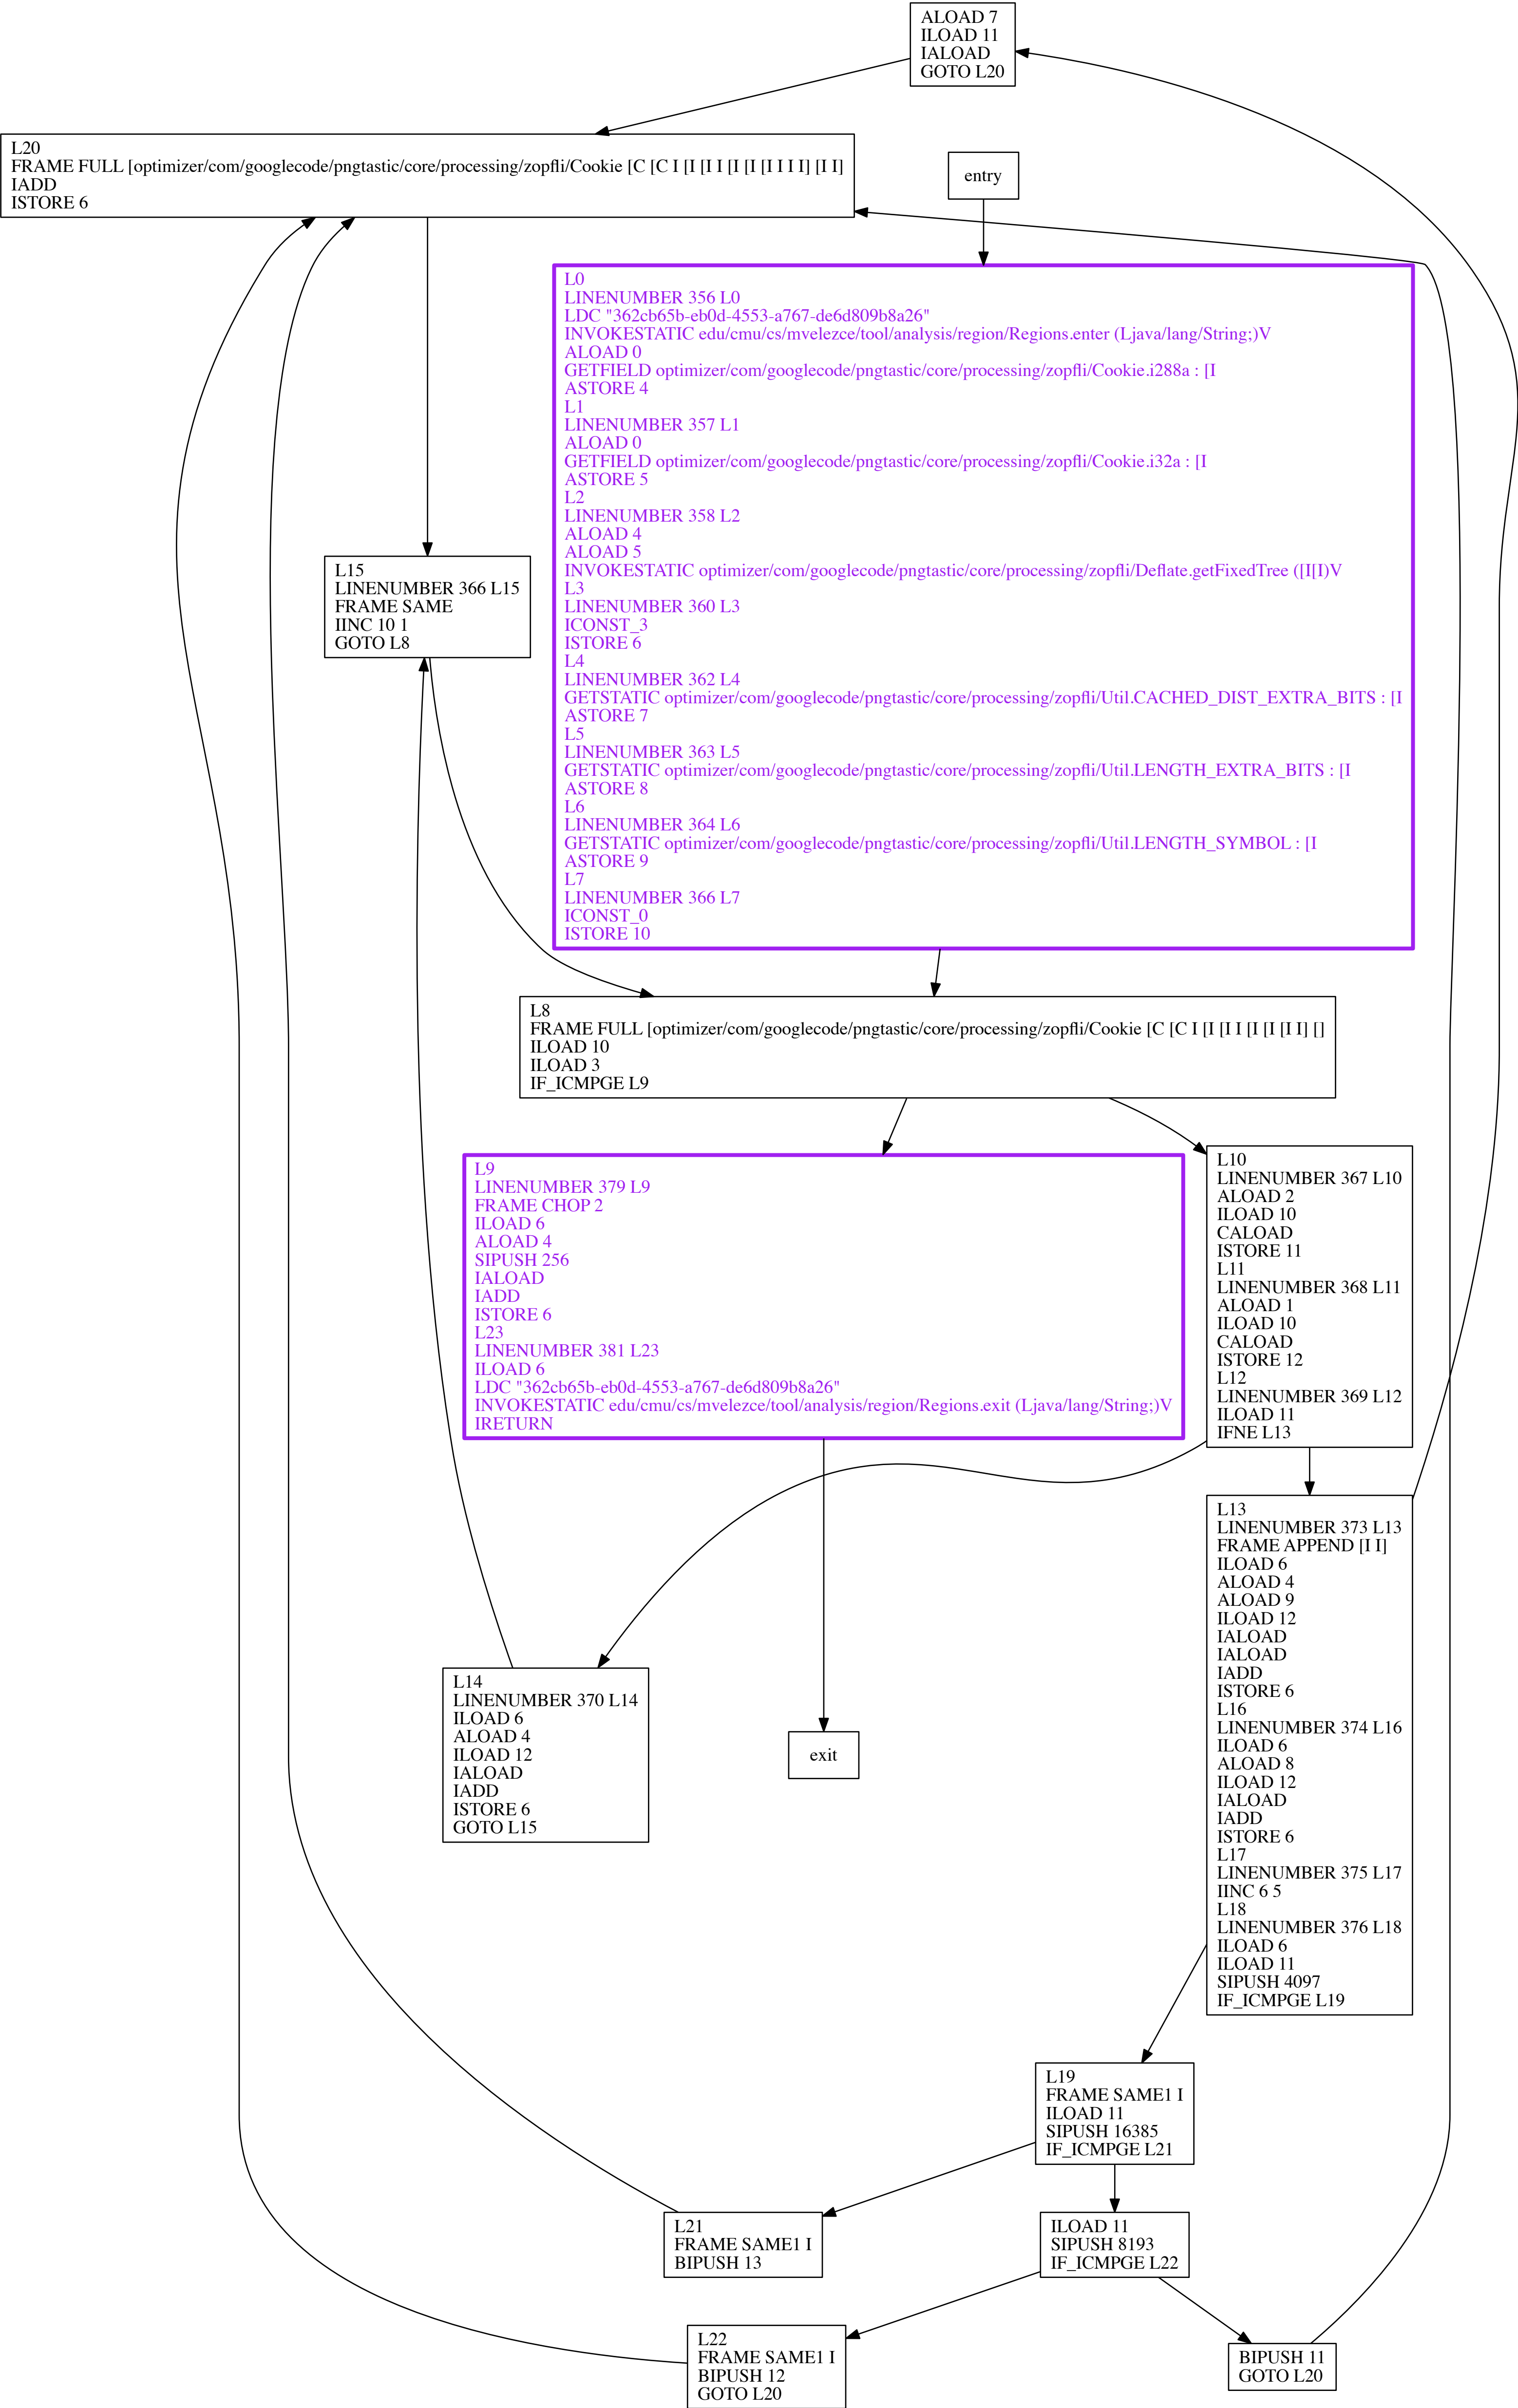 ALOAD 7
ILOAD 11
IALOAD
GOTO L20
L20
FRAME FULL [optimizer/com/googlecode/pngtastic/core/processing/zopfli/Cookie [C [C I [I [I I [I [I [I I I I] [I I]
IADD
ISTORE 6
entry
L0
LINENUMBER 356 L0
LDC "362cb65b-eb0d-4553-a767-de6d809b8a26"
INVOKESTATIC edu/cmu/cs/mvelezce/tool/analysis/region/Regions.enter (Ljava/lang/String;)V
ALOAD 0
GETFIELD optimizer/com/googlecode/pngtastic/core/processing/zopfli/Cookie.i288a : [I
ASTORE 4
L1
LINENUMBER 357 L1
ALOAD 0
GETFIELD optimizer/com/googlecode/pngtastic/core/processing/zopfli/Cookie.i32a : [I
ASTORE 5
L2
LINENUMBER 358 L2
ALOAD 4
ALOAD 5
INVOKESTATIC optimizer/com/googlecode/pngtastic/core/processing/zopfli/Deflate.getFixedTree ([I[I)V
L3
LINENUMBER 360 L3
ICONST_3
ISTORE 6
L4
LINENUMBER 362 L4
GETSTATIC optimizer/com/googlecode/pngtastic/core/processing/zopfli/Util.CACHED_DIST_EXTRA_BITS : [I
ASTORE 7
L5
LINENUMBER 363 L5
GETSTATIC optimizer/com/googlecode/pngtastic/core/processing/zopfli/Util.LENGTH_EXTRA_BITS : [I
ASTORE 8
L6
LINENUMBER 364 L6
GETSTATIC optimizer/com/googlecode/pngtastic/core/processing/zopfli/Util.LENGTH_SYMBOL : [I
ASTORE 9
L7
LINENUMBER 366 L7
ICONST_0
ISTORE 10
L15
LINENUMBER 366 L15
FRAME SAME
IINC 10 1
GOTO L8
L8
FRAME FULL [optimizer/com/googlecode/pngtastic/core/processing/zopfli/Cookie [C [C I [I [I I [I [I [I I] []
ILOAD 10
ILOAD 3
IF_ICMPGE L9
L9
LINENUMBER 379 L9
FRAME CHOP 2
ILOAD 6
ALOAD 4
SIPUSH 256
IALOAD
IADD
ISTORE 6
L23
LINENUMBER 381 L23
ILOAD 6
LDC "362cb65b-eb0d-4553-a767-de6d809b8a26"
INVOKESTATIC edu/cmu/cs/mvelezce/tool/analysis/region/Regions.exit (Ljava/lang/String;)V
IRETURN
L10
LINENUMBER 367 L10
ALOAD 2
ILOAD 10
CALOAD
ISTORE 11
L11
LINENUMBER 368 L11
ALOAD 1
ILOAD 10
CALOAD
ISTORE 12
L12
LINENUMBER 369 L12
ILOAD 11
IFNE L13
L13
LINENUMBER 373 L13
FRAME APPEND [I I]
ILOAD 6
ALOAD 4
ALOAD 9
ILOAD 12
IALOAD
IALOAD
IADD
ISTORE 6
L16
LINENUMBER 374 L16
ILOAD 6
ALOAD 8
ILOAD 12
IALOAD
IADD
ISTORE 6
L17
LINENUMBER 375 L17
IINC 6 5
L18
LINENUMBER 376 L18
ILOAD 6
ILOAD 11
SIPUSH 4097
IF_ICMPGE L19
L14
LINENUMBER 370 L14
ILOAD 6
ALOAD 4
ILOAD 12
IALOAD
IADD
ISTORE 6
GOTO L15
exit
L19
FRAME SAME1 I
ILOAD 11
SIPUSH 16385
IF_ICMPGE L21
L21
FRAME SAME1 I
BIPUSH 13
ILOAD 11
SIPUSH 8193
IF_ICMPGE L22
L22
FRAME SAME1 I
BIPUSH 12
GOTO L20
BIPUSH 11
GOTO L20